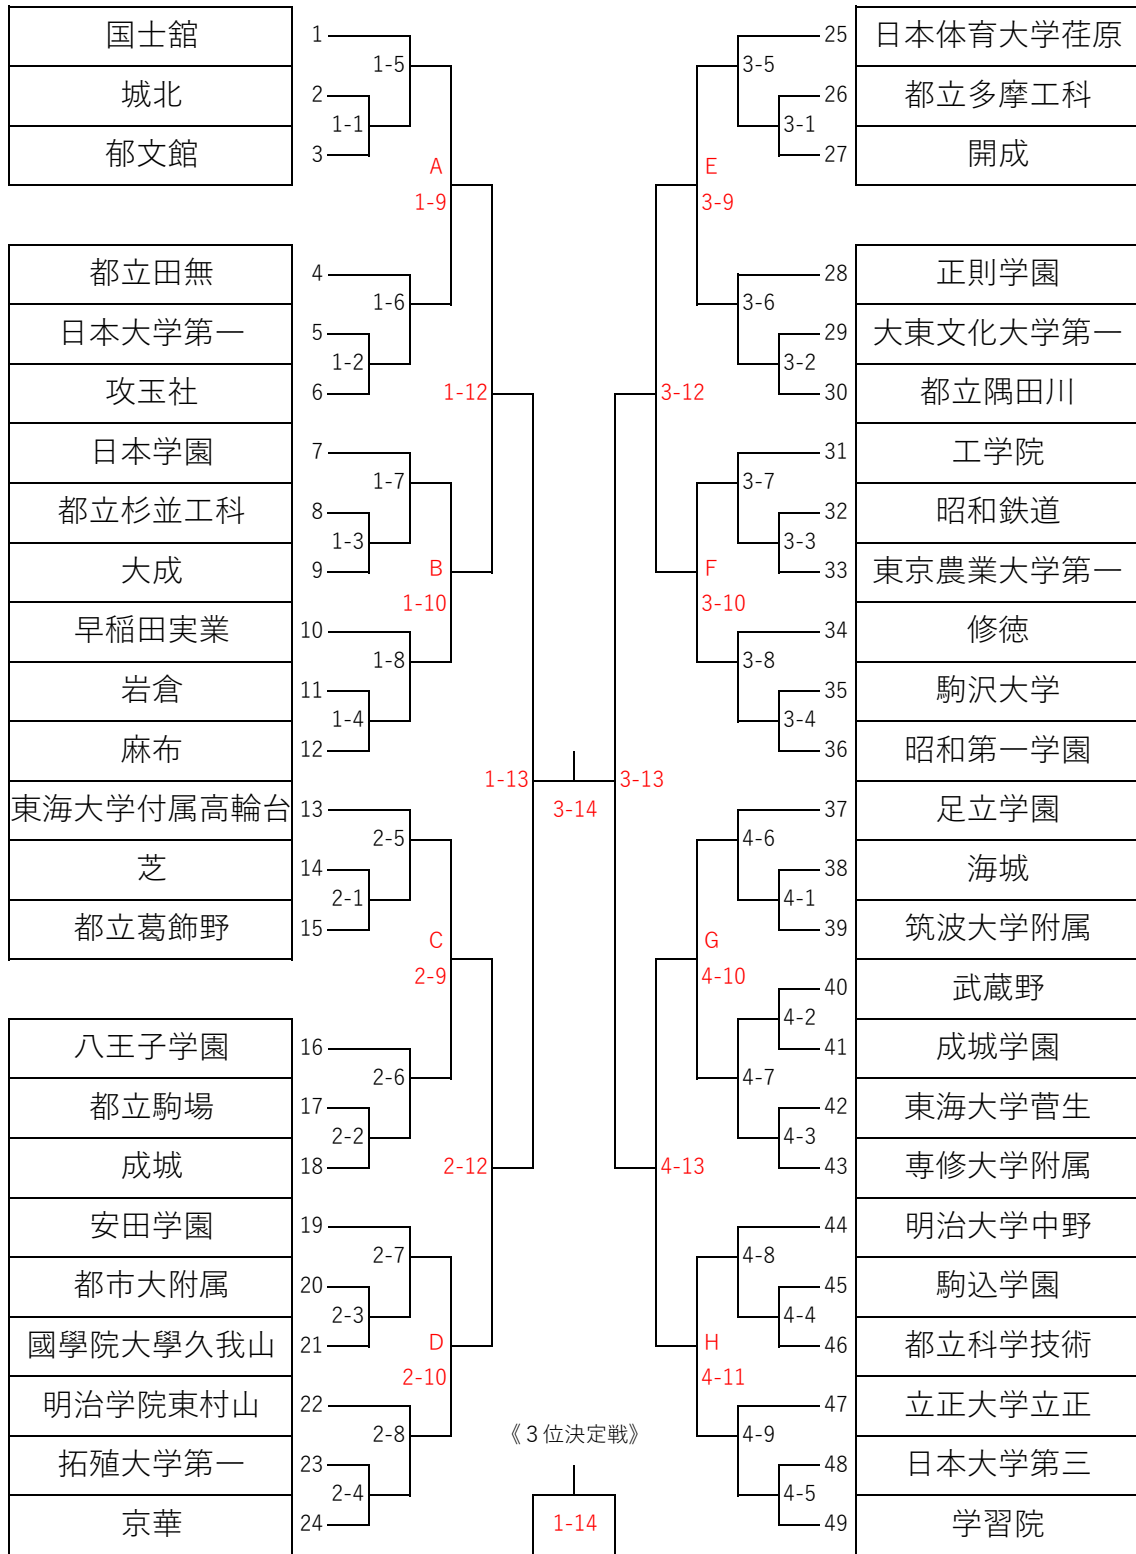 国士舘 1
1-5
城北 2
1-1
郁文館 3
A
1-9
都立田無 4
1-6
日本大学第一 5
1-2
攻玉社 6
1-12
日本学園 7
1-7
都立杉並工科 8
1-3
大成 9
B
1-10
早稲田実業 10
1-8
岩倉 11
1-4
麻布 12
1-13
東海大学付属高輪台 13
2-5
芝 14
2-1
都立葛飾野 15
C
2-9
八王子学園 16
2-6
都立駒場 17
2-2
成城 18
2-12
安田学園 19
2-7
都市大附属 20
2-3
國學院大學久我山 21
D
2-10
明治学院東村山 22
2-8
拓殖大学第一 23
2-4
京華 24
3-14
《３位決定戦》
1-14
25 日本体育大学荏原
3-5
26 都立多摩工科
3-1
27 開成
E
3-9
28 正則学園
3-6
29 大東文化大学第一
3-2
30 都立隅田川
3-12
31 工学院
3-7
32 昭和鉄道
3-3
33 東京農業大学第一
F
3-10
34 修徳
3-8
35 駒沢大学
3-4
36 昭和第一学園
3-13
37 足立学園
4-6
38 海城
4-1
39 筑波大学附属
G
4-10
40 武蔵野
4-2
41 成城学園
4-7
42 東海大学菅生
4-3
43 専修大学附属
4-13
44 明治大学中野
4-8
45 駒込学園
4-4
46 都立科学技術
H
4-11
47 立正大学立正
4-9
48 日本大学第三
4-5
49 学習院